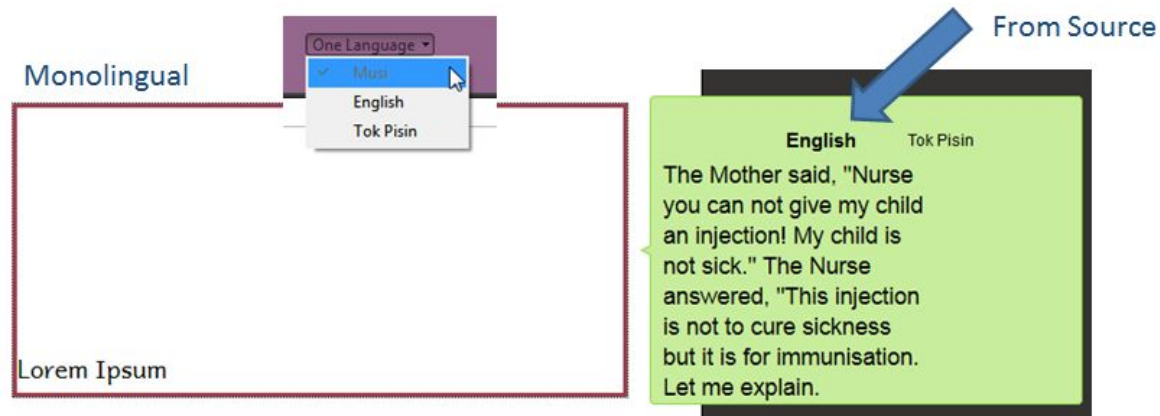 From Source
One Language
Monolingual
Musi
English
Tok Pisin
English Tok Pisin
The Mother said, "Nurse
you can not give my child
an injection! My child is
not sick." The Nurse
answered, "This injection
is not to cure sickness
but it is for immunisation.
Let me explain.
Lorem Ipsum